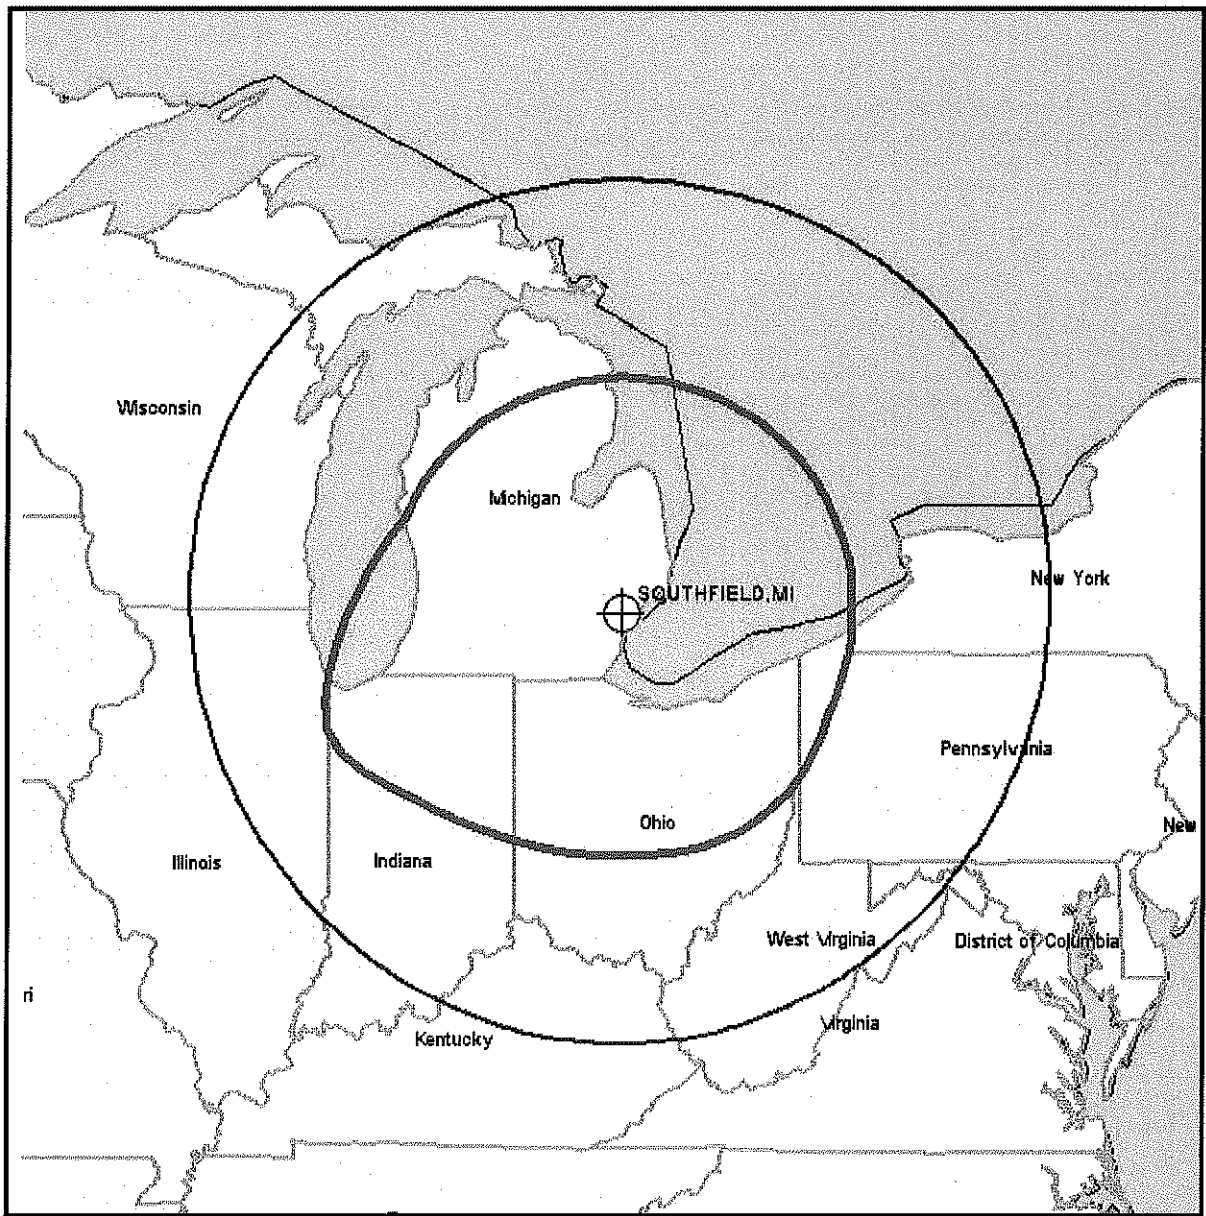 Wisconsin
Michigan
New York
SOUTHFIELD,MI
Pennsylvania
Ohio
New
Illinois
Indiana
West Virginia
District of Columbia
ri
Virginia
Kentucky